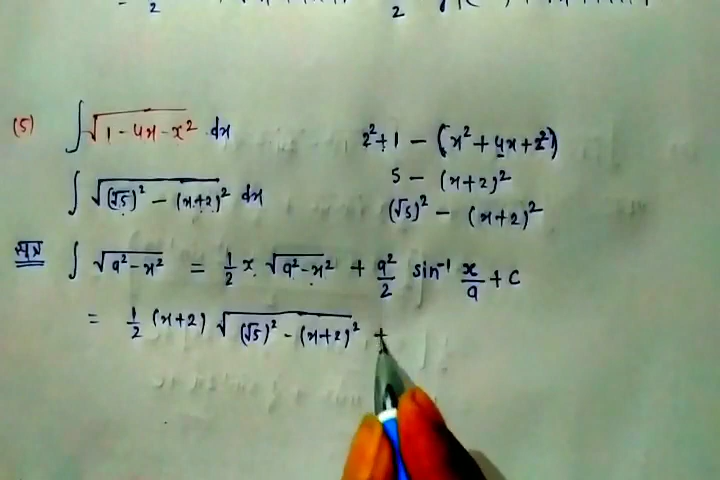 (5) ∫ √(1 - 4x - x²) dx
2² + 1 - (x² + 4x + 2²)
∫ √((√5)² - (x+2)²) dx
5 - (x+2)²
(√5)² - (x+2)²
सूत्र ∫ √(a² - x²) = 1/2 x. √(a² - x²) + a²/2 sin⁻¹ x/a + C
= 1/2 (x+2) √((√5)² - (x+2)²) +